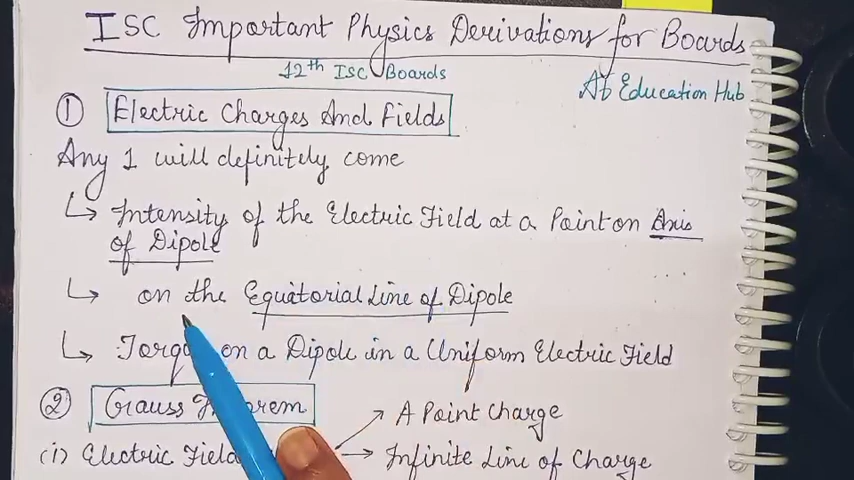 ISC Important Physics Derivations for Boards
12th ISC Boards
At Education Hub
① Electric Charges And Fields
Any 1 will definitely come
↳ Intensity of the Electric Field at a Point on Axis
of Dipole
↳ on the Equatorial Line of Dipole
↳ on a Dipole in a Uniform Electric Field
② Gauss
(i) Electric Field
→ A Point Charge
→ Infinite Line of Charge